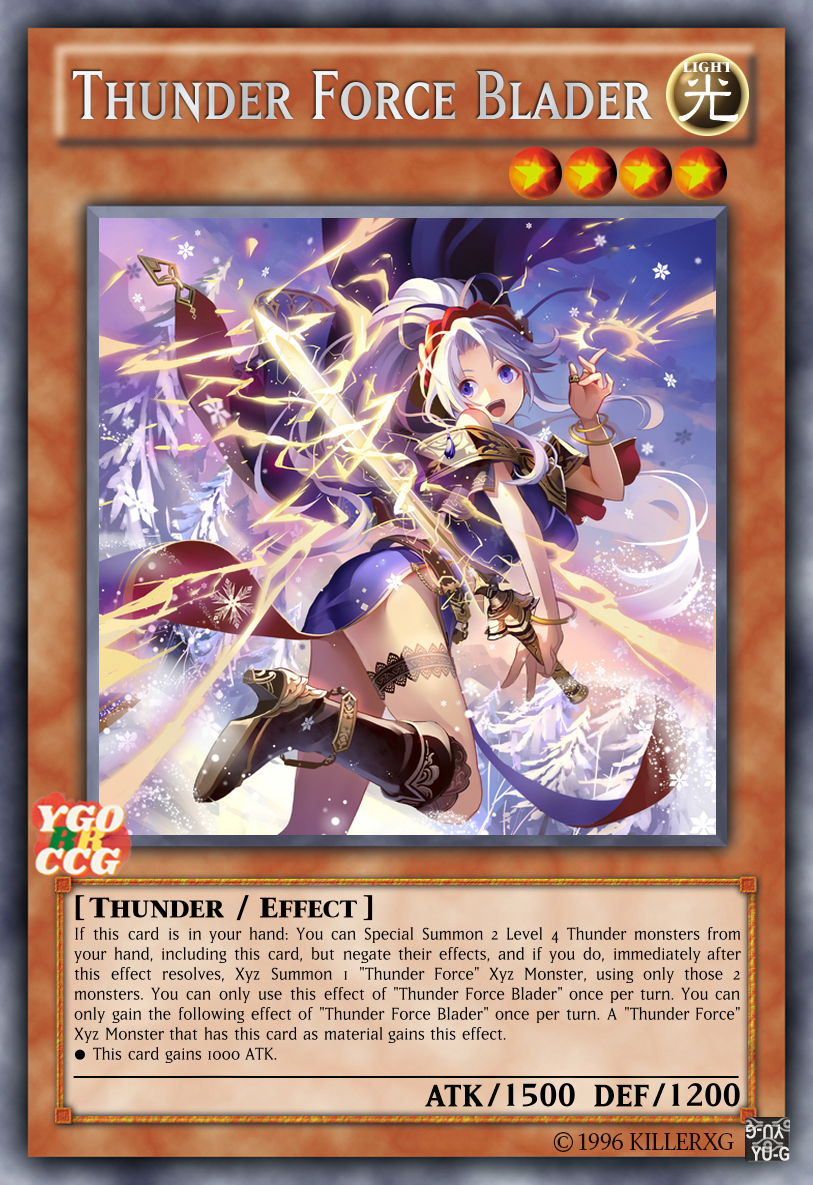 THUNDER FORCE BLADER
LIGHT
光
YGO
RR
CCG
[ THUNDER / EFFECT ]
If this card is in your hand: You can Special Summon 2 Level 4 Thunder monsters from
your hand, including this card, but negate their effects, and if you do, immediately after
this effect resolves, Xyz Summon 1 "Thunder Force" Xyz Monster, using only those 2
monsters. You can only use this effect of "Thunder Force Blader" once per turn. You can
only gain the following effect of "Thunder Force Blader" once per turn. A "Thunder Force"
Xyz Monster that has this card as material gains this effect.
● This card gains 1000 ATK.
ATK/1500 DEF/1200
© 1996 KILLERXG
YU-G
YU-G